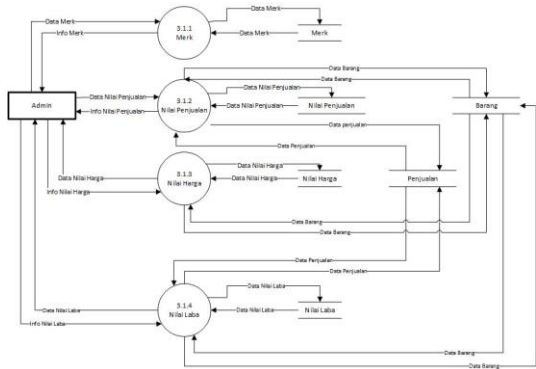 Data Merk
3.1.1
Merk
Data Merk
Info Merk
Data Merk
Merk
Data Barang
Data Barang
Admin
Data Nilai Penjualan
Info Nilai Penjualan
3.1.2
Nilai Penjualan
Data Nilai Penjualan
Data Nilai Penjualan
Nilai Penjualan
Barang
Data penjualan
Data Penjualan
3.1.3
Nilai Harga
Data Nilai Harga
Data Nilai Harga
Nilai Harga
Penjualan
Data Nilai Harga
Info Nilai Harga
Data Barang
Data Barang
Data Penjualan
Data Penjualan
3.1.4
Nilai Laba
Data Nilai Laba
Data Nilai Laba
Nilai Laba
Data Nilai Laba
Info Nilai Laba
Data Barang
Data Barang